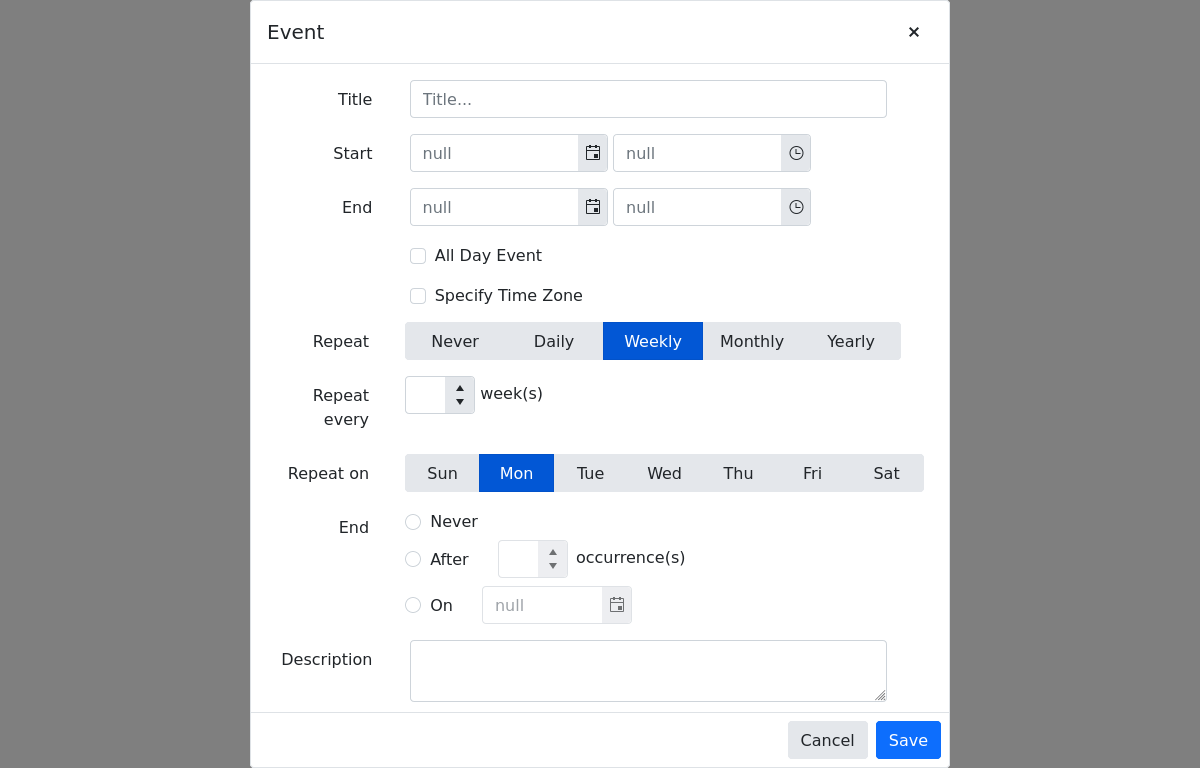 Event
Title
Title...
Start
null
null
End
null
null
All Day Event
Specify Time Zone
Repeat
Never
Daily
Weekly
Monthly
Yearly
Repeat
every
week(s)
Repeat on
Sun
Mon
Tue
Wed
Thu
Fri
Sat
End
Never
After
occurrence(s)
On
null
Description
Cancel
Save